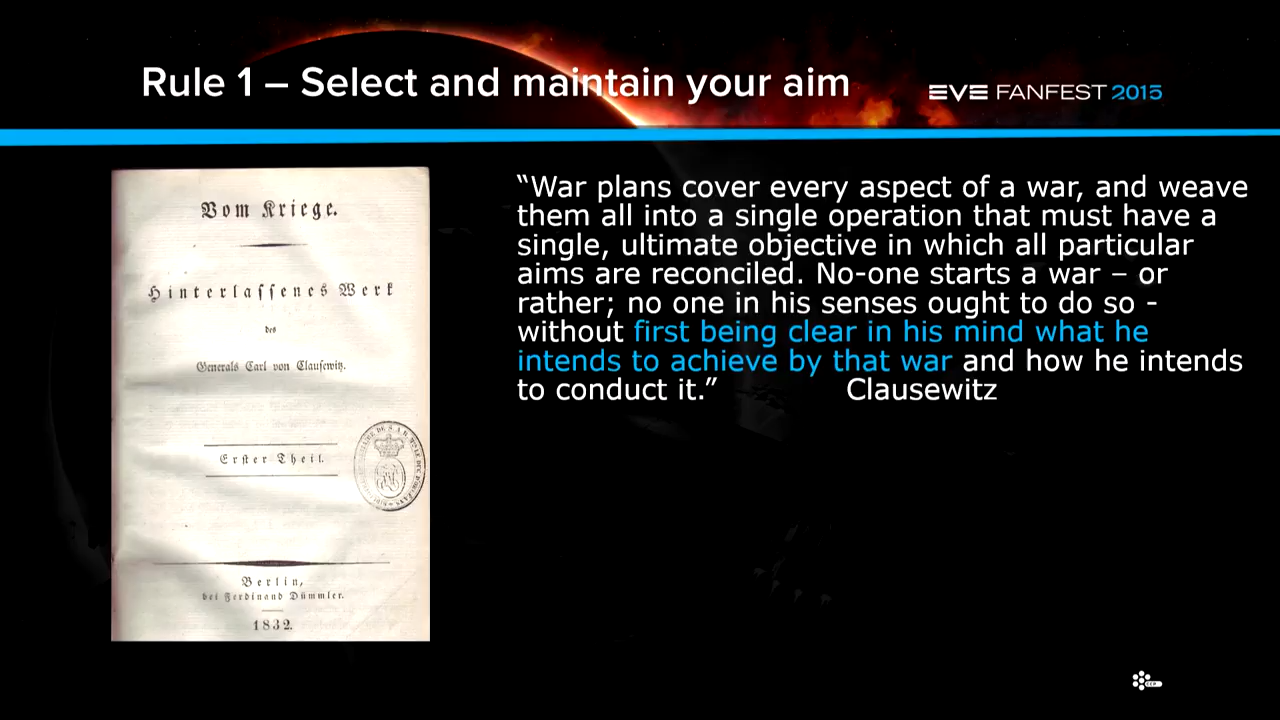 Rule 1 – Select and maintain your aim
EVE FANFEST 2015
Vom Kriege.
Hinterlassenes Werk
des
Generals Carl von Clausewitz.
Erster Theil.
Berlin,
bei Ferdinand Dümmler.
1832.
“War plans cover every aspect of a war, and weave
them all into a single operation that must have a
single, ultimate objective in which all particular
aims are reconciled. No-one starts a war – or
rather; no one in his senses ought to do so -
without first being clear in his mind what he
intends to achieve by that war and how he intends
to conduct it.” Clausewitz
CCP